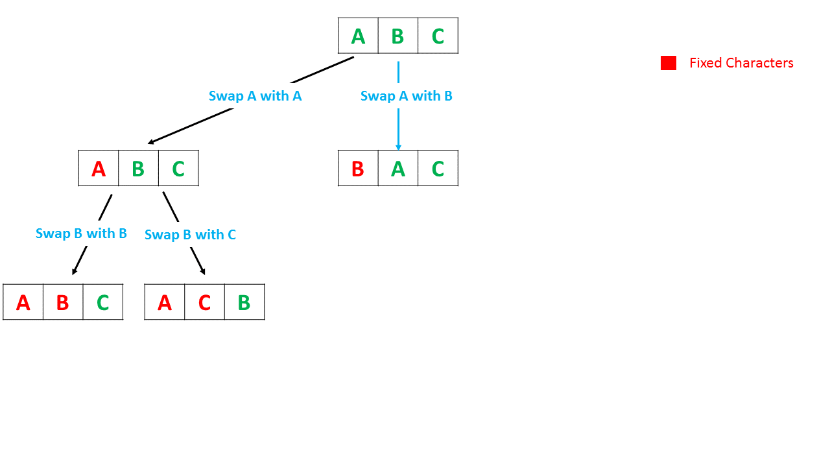 A B C
Fixed Characters
Swap A with A
Swap A with B
A B C
B A C
Swap B with B
Swap B with C
A B C
A C B